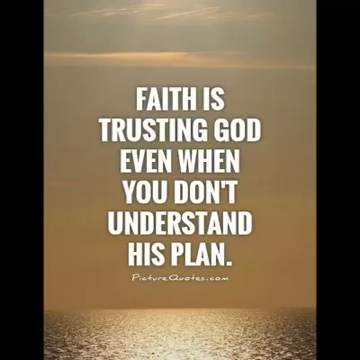 FAITH IS
TRUSTING GOD
EVEN WHEN
YOU DON'T
UNDERSTAND
HIS PLAN.
PictureQuotes.com